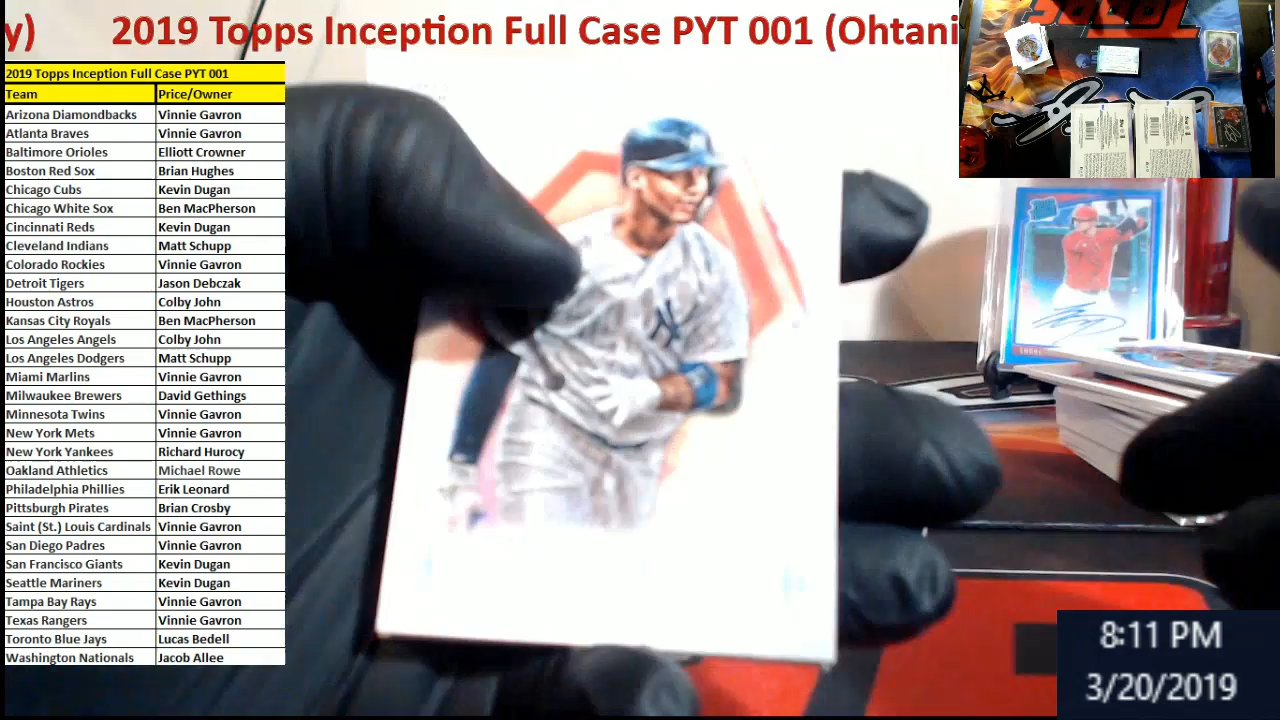 y) 2019 Topps Inception Full Case PYT 001 (Ohtani
2019 Topps Inception Full Case PYT 001
Team Price/Owner
Arizona Diamondbacks Vinnie Gavron
Atlanta Braves Vinnie Gavron
Baltimore Orioles Elliott Crowner
Boston Red Sox Brian Hughes
Chicago Cubs Kevin Dugan
Chicago White Sox Ben MacPherson
Cincinnati Reds Kevin Dugan
Cleveland Indians Matt Schupp
Colorado Rockies Vinnie Gavron
Detroit Tigers Jason Debczak
Houston Astros Colby John
Kansas City Royals Ben MacPherson
Los Angeles Angels Colby John
Los Angeles Dodgers Matt Schupp
Miami Marlins Vinnie Gavron
Milwaukee Brewers David Gethings
Minnesota Twins Vinnie Gavron
New York Mets Vinnie Gavron
New York Yankees Richard Hurocy
Oakland Athletics Michael Rowe
Philadelphia Phillies Erik Leonard
Pittsburgh Pirates Brian Crosby
Saint (St.) Louis Cardinals Vinnie Gavron
San Diego Padres Vinnie Gavron
San Francisco Giants Kevin Dugan
Seattle Mariners Kevin Dugan
Tampa Bay Rays Vinnie Gavron
Texas Rangers Vinnie Gavron
Toronto Blue Jays Lucas Bedell
Washington Nationals Jacob Allee
8:11 PM
3/20/2019